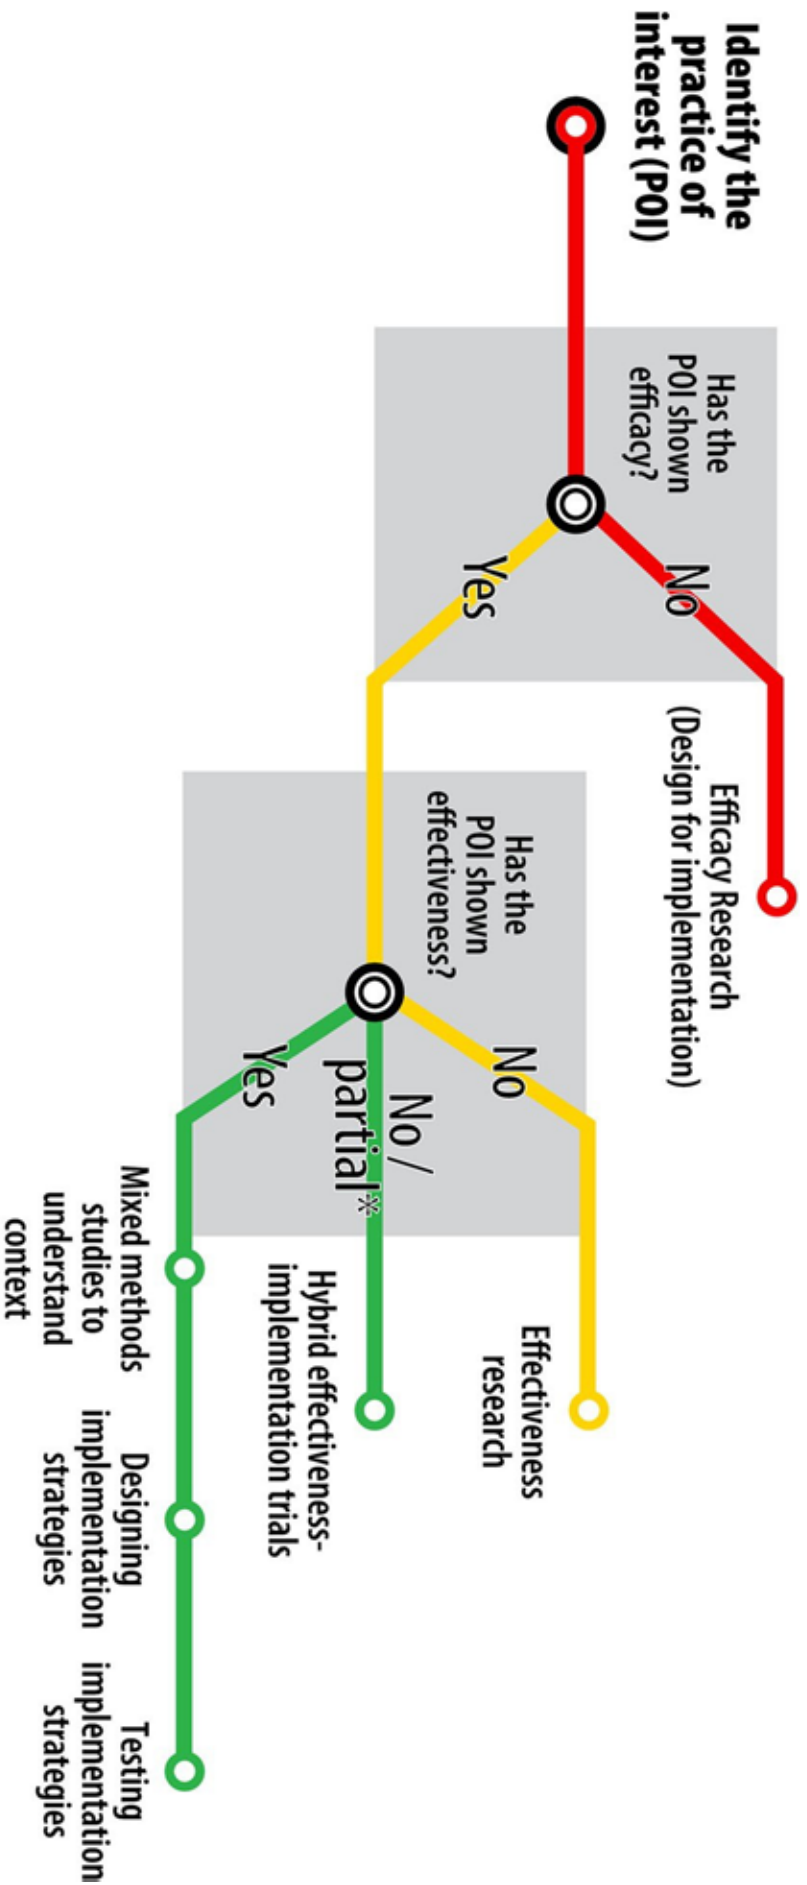 Identify the
practice of
interest (POI)
Has the
POI shown
efficacy?
No
Yes
Efficacy Research
(Design for implementation)
Has the
POI shown
effectiveness?
No
No /
partial*
Yes
Effectiveness
research
Hybrid effectiveness-
implementation trials
Mixed methods
studies to
understand
context
Designing
implementation
strategies
Testing
implementation
strategies